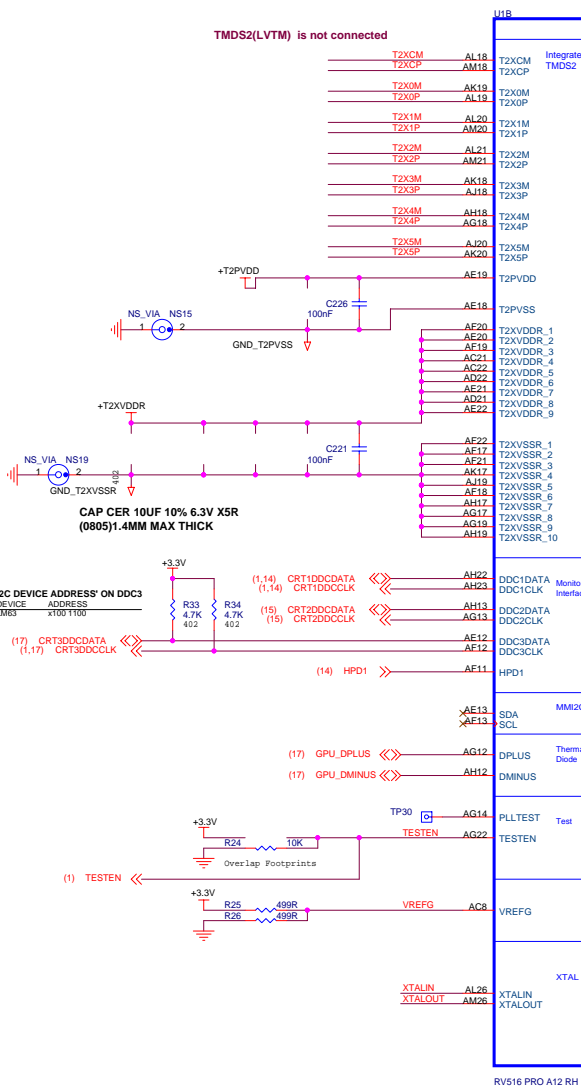 U1B
TMDS2(LVTM) is not connected
Integrate
TMDS2
T2XCM AL18 T2XCM
T2XCP AM18 T2XCP
T2X0M AK19 T2X0M
T2X0P AL19 T2X0P
T2X1M AL20 T2X1M
T2X1P AM20 T2X1P
T2X2M AL21 T2X2M
T2X2P AM21 T2X2P
T2X3M AK18 T2X3M
T2X3P AJ18 T2X3P
T2X4M AH18 T2X4M
T2X4P AG18 T2X4P
T2X5M AJ20 T2X5M
T2X5P AK20 T2X5P
+T2PVDD AE19 T2PVDD
C226
100nF
AE18 T2PVSS
NS_VIA NS15
1 2
GND_T2PVSS
AF20 T2XVDDR_1
AE20 T2XVDDR_2
AF19 T2XVDDR_3
AC21 T2XVDDR_4
AC22 T2XVDDR_5
AD22 T2XVDDR_6
AE21 T2XVDDR_7
AD21 T2XVDDR_8
AE22 T2XVDDR_9
+T2XVDDR
C221
100nF
NS_VIA NS19
1 2
GND_T2XVSSR
402
AF22 T2XVSSR_1
AF17 T2XVSSR_2
AF21 T2XVSSR_3
AK17 T2XVSSR_4
AJ19 T2XVSSR_5
AF18 T2XVSSR_6
AH17 T2XVSSR_7
AG17 T2XVSSR_8
AG19 T2XVSSR_9
AH19 T2XVSSR_10
CAP CER 10UF 10% 6.3V X5R
(0805)1.4MM MAX THICK
+3.3V
2C DEVICE ADDRESS' ON DDC3
DEVICE ADDRESS
LM63 x100 1100
R33
4.7K
402
R34
4.7K
402
(1,14) CRT1DDCDATA AH22 DDC1DATA
(1,14) CRT1DDCCLK AH23 DDC1CLK
Monito
Interfac
(15) CRT2DDCDATA AH13 DDC2DATA
(15) CRT2DDCCLK AG13 DDC2CLK
(17) CRT3DDCDATA AE12 DDC3DATA
(1,17) CRT3DDCCLK AF12 DDC3CLK
(14) HPD1 AF11 HPD1
AE13 SDA
AF13 SCL
MMI2C
(17) GPU_DPLUS AG12 DPLUS
(17) GPU_DMINUS AH12 DMINUS
Therma
Diode
TP30 AG14 PLLTEST
Test
+3.3V
R24 10K
TESTEN AG22 TESTEN
Overlap Footprints
(1) TESTEN
+3.3V
R25 499R
R26 499R
VREFG AC8 VREFG
XTAL
XTALIN AL26 XTALIN
XTALOUT AM26 XTALOUT
RV516 PRO A12 RH